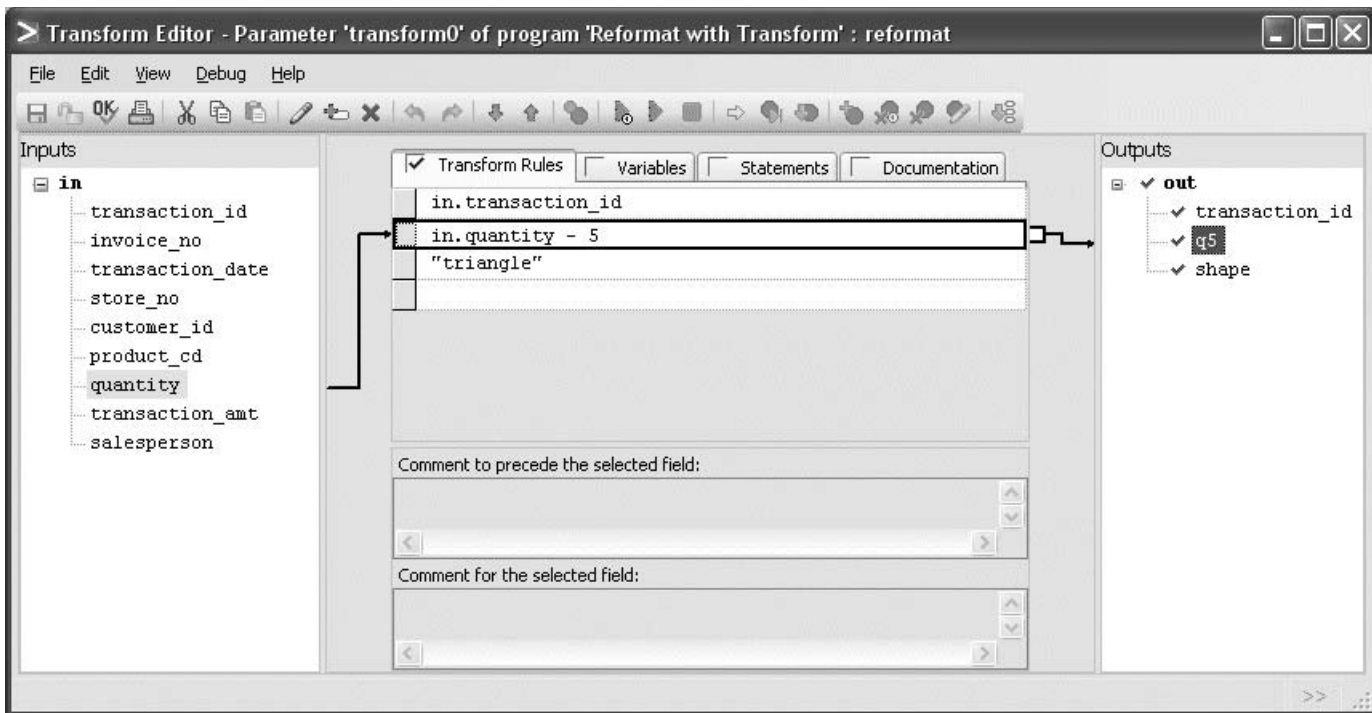 Transform Editor - Parameter 'transform0' of program 'Reformat with Transform' : reformat
File Edit View Debug Help
OK
Inputs
in
transaction_id
invoice_no
transaction_date
store_no
customer_id
product_cd
quantity
transaction_amt
salesperson
Transform Rules Variables Statements Documentation
in.transaction_id
in.quantity - 5
"triangle"
Comment to precede the selected field:
Comment for the selected field:
Outputs
out
transaction_id
q5
shape
>>